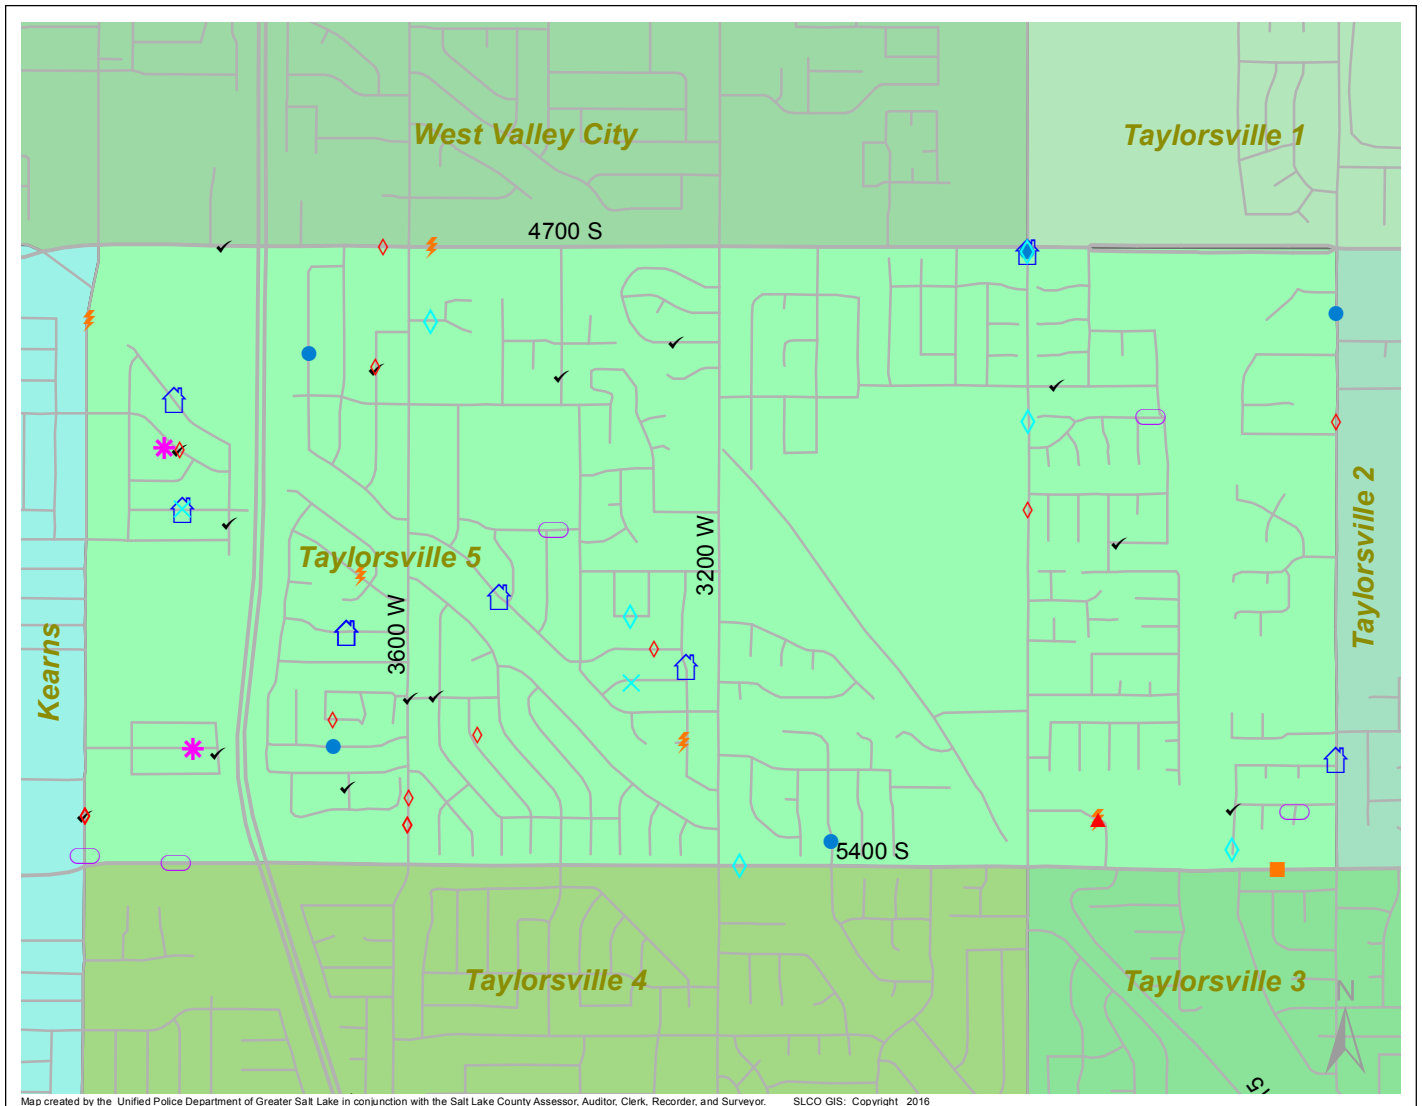 West Valley City
Taylorsville 1
4700 S
Taylorsville 2
3200 W
Taylorsville 5
3600 W
Kearns
5400 S
Taylorsville 4
Taylorsville 3
N
15
Map created by the Unified Police Department of Greater Salt Lake in conjunction with the Salt Lake County Assessor, Auditor, Clerk, Recorder, and Surveyor. SLCO GIS: Copyright 2016